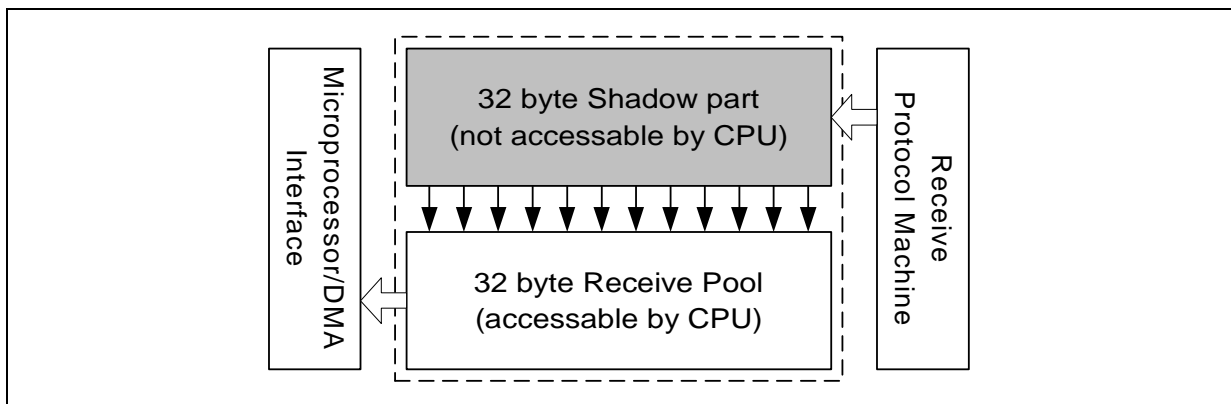 Microprocessor/DMA
Interface
32 byte Shadow part
(not accessable by CPU)
32 byte Receive Pool
(accessable by CPU)
Receive
Protocol Machine